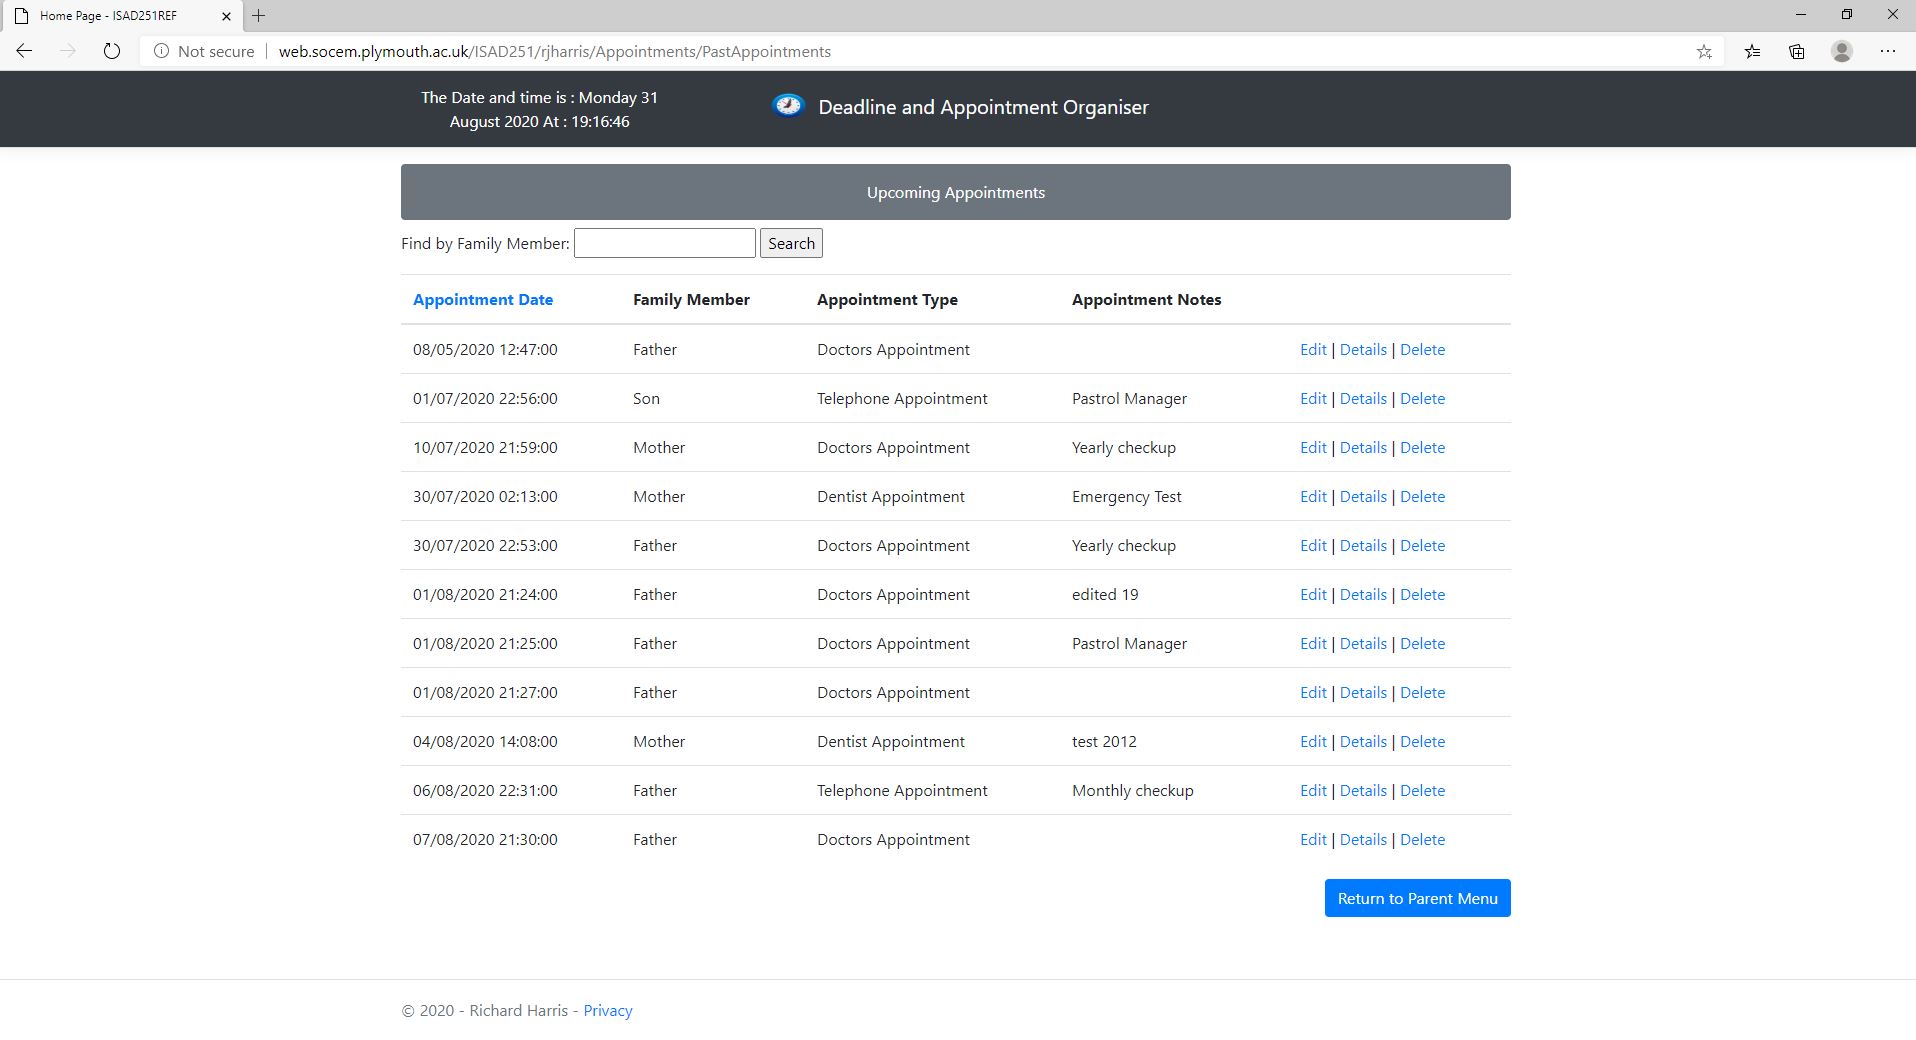 Home Page - ISAD251REF
Not secure | web.socem.plymouth.ac.uk/ISAD251/rjharris/Appointments/PastAppointments
The Date and time is : Monday 31
August 2020 At : 19:16:46
Deadline and Appointment Organiser
Upcoming Appointments
Find by Family Member: Search
Appointment Date Family Member Appointment Type Appointment Notes
08/05/2020 12:47:00 Father Doctors Appointment Edit | Details | Delete
01/07/2020 22:56:00 Son Telephone Appointment Pastrol Manager Edit | Details | Delete
10/07/2020 21:59:00 Mother Doctors Appointment Yearly checkup Edit | Details | Delete
30/07/2020 02:13:00 Mother Dentist Appointment Emergency Test Edit | Details | Delete
30/07/2020 22:53:00 Father Doctors Appointment Yearly checkup Edit | Details | Delete
01/08/2020 21:24:00 Father Doctors Appointment edited 19 Edit | Details | Delete
01/08/2020 21:25:00 Father Doctors Appointment Pastrol Manager Edit | Details | Delete
01/08/2020 21:27:00 Father Doctors Appointment Edit | Details | Delete
04/08/2020 14:08:00 Mother Dentist Appointment test 2012 Edit | Details | Delete
06/08/2020 22:31:00 Father Telephone Appointment Monthly checkup Edit | Details | Delete
07/08/2020 21:30:00 Father Doctors Appointment Edit | Details | Delete
Return to Parent Menu
© 2020 - Richard Harris - Privacy